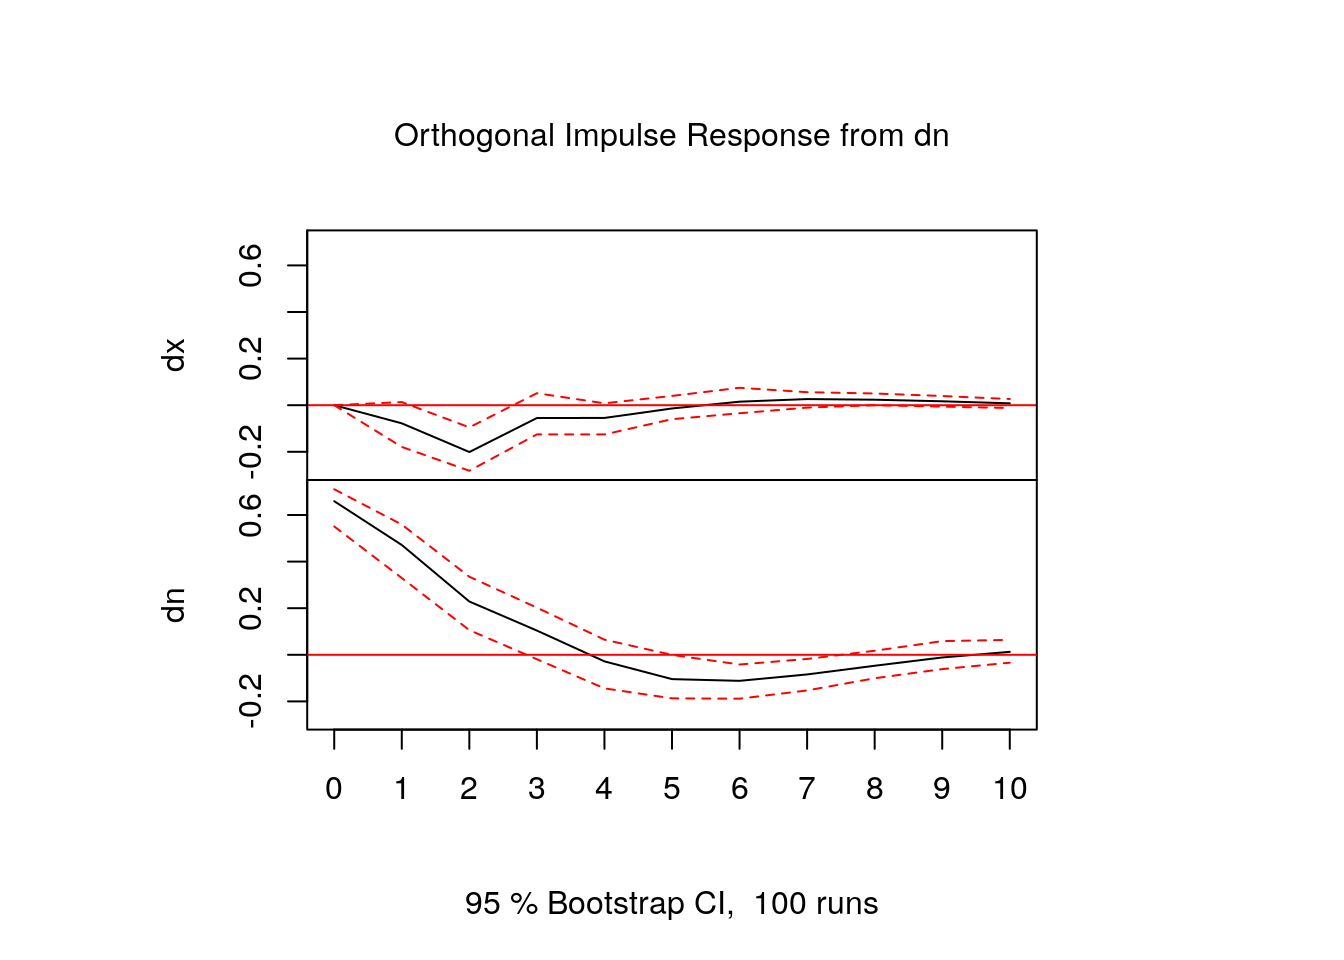 Orthogonal Impulse Response from dn
dx
0.6
0.2
-0.2
dn
0.6
0.2
-0.2
0 1 2 3 4 5 6 7 8 9 10
95 % Bootstrap CI,  100 runs